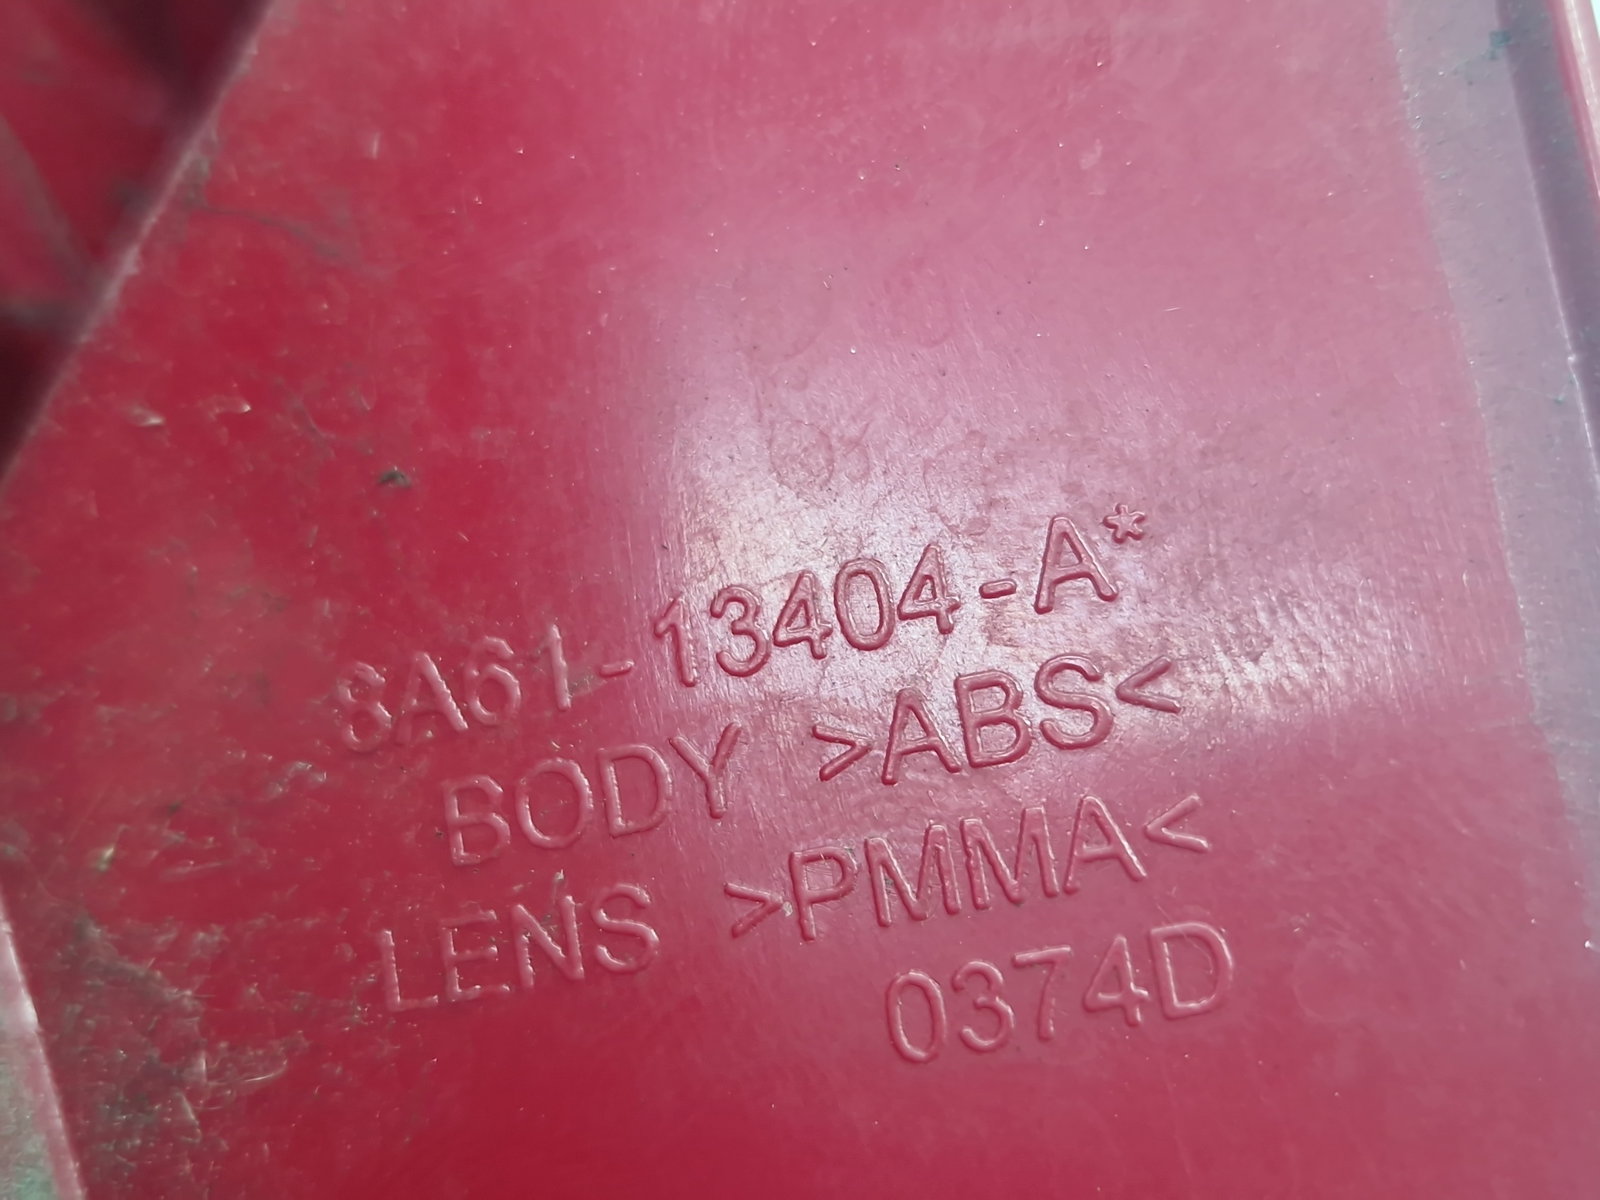 8A61-13404-A*
BODY >ABS<
LENS >PMMA<
0374D